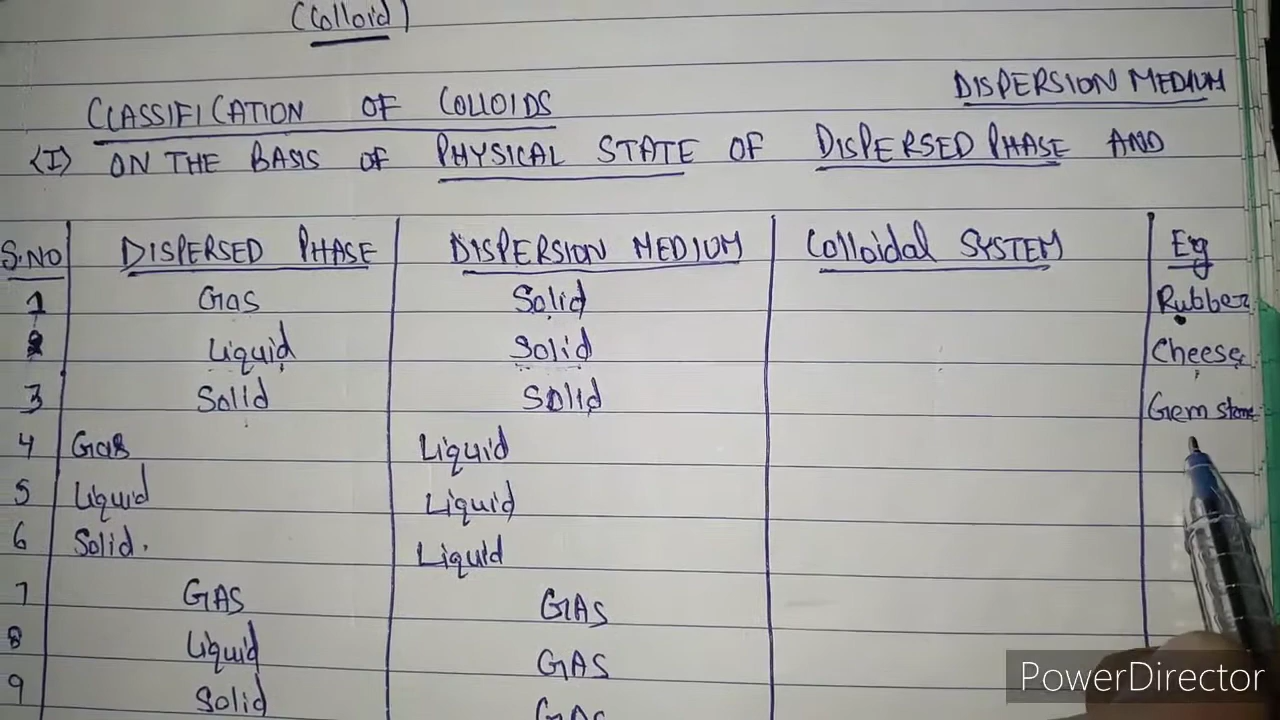 (Colloid)
CLASSIFICATION OF COLLOIDS
DISPERSION MEDIUM
(I) ON THE BASIS OF PHYSICAL STATE OF DISPERSED PHASE AND
S.NO DISPERSED PHASE DISPERSION MEDIUM Colloidal SYSTEM Eg
1 Gas Solid Rubber
2 Liquid Solid Cheese
3 Solid Solid Gem stone
4 Gas Liquid
5 Liquid Liquid
6 Solid. Liquid
7 GAS GAS
8 Liquid GAS
9 Solid GAS
PowerDirector